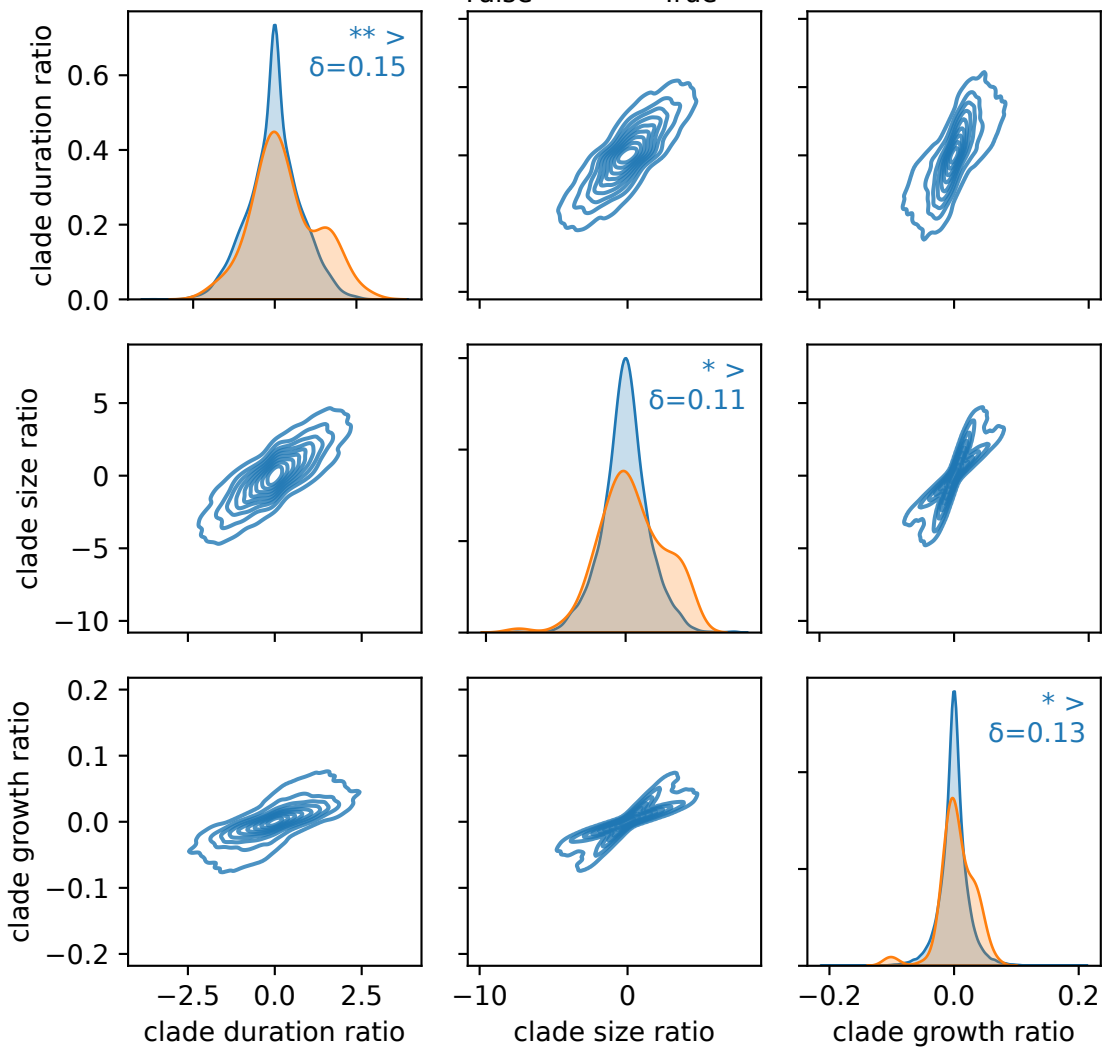 clade duration ratio
0.6
0.4
0.2
0.0
** >
δ=0.15
clade size ratio
5
0
−5
−10
* >
δ=0.11
clade growth ratio
0.2
0.1
0.0
−0.1
−0.2
* >
δ=0.13
−2.5
0.0
2.5
−10
0
−0.2
0.0
0.2
clade duration ratio
clade size ratio
clade growth ratio